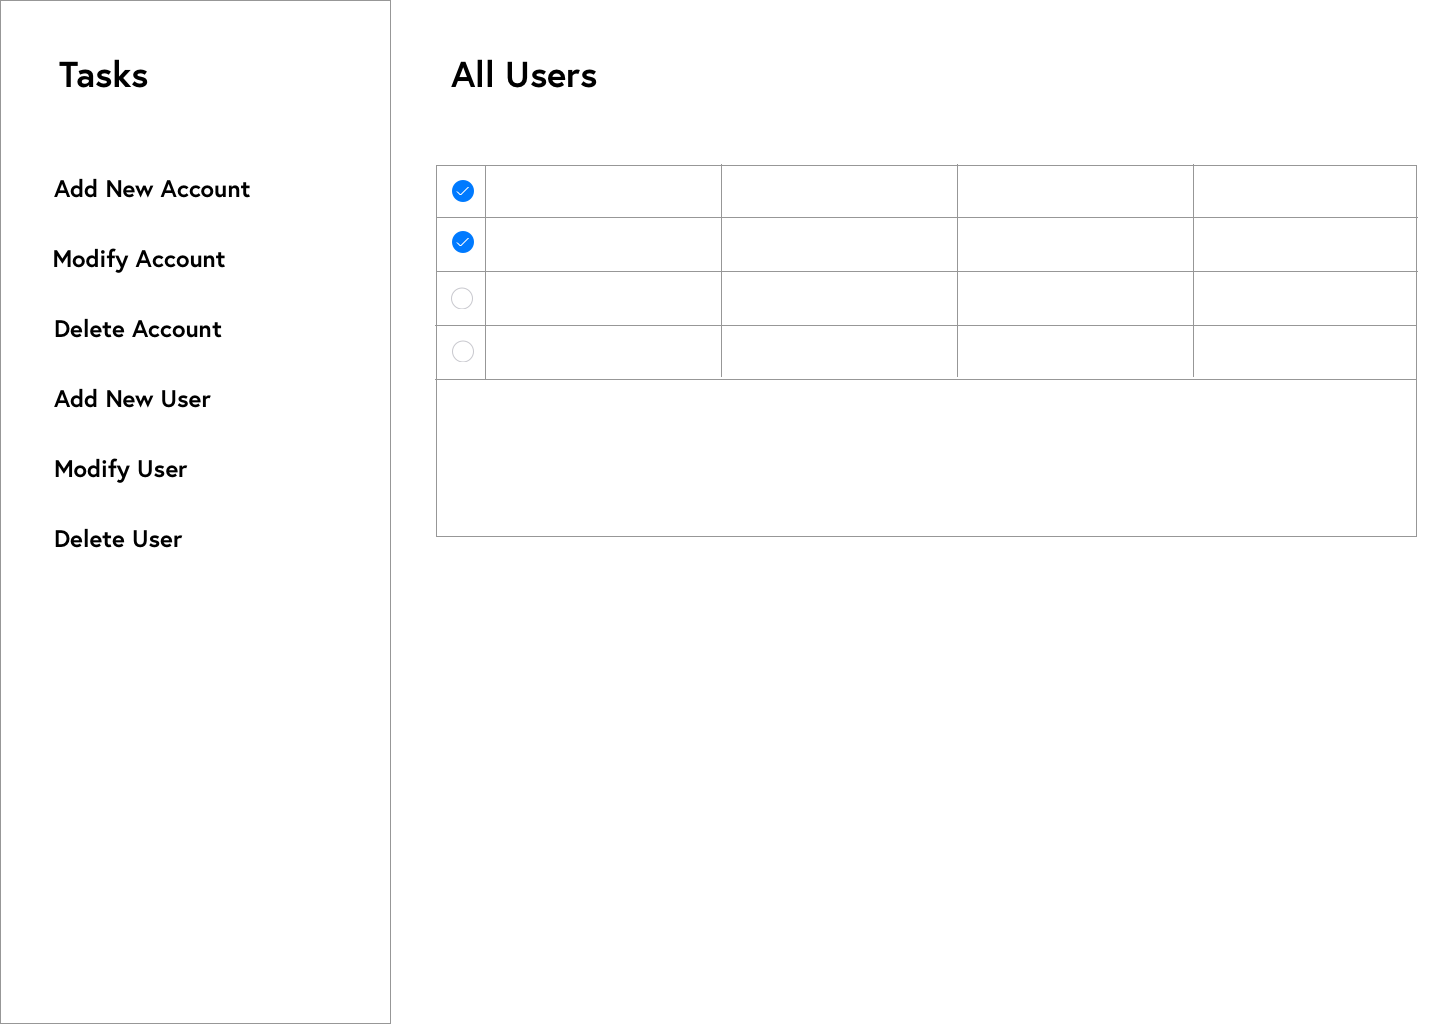 Tasks
Add New Account
Modify Account
Delete Account
Add New User
Modify User
Delete User
All Users